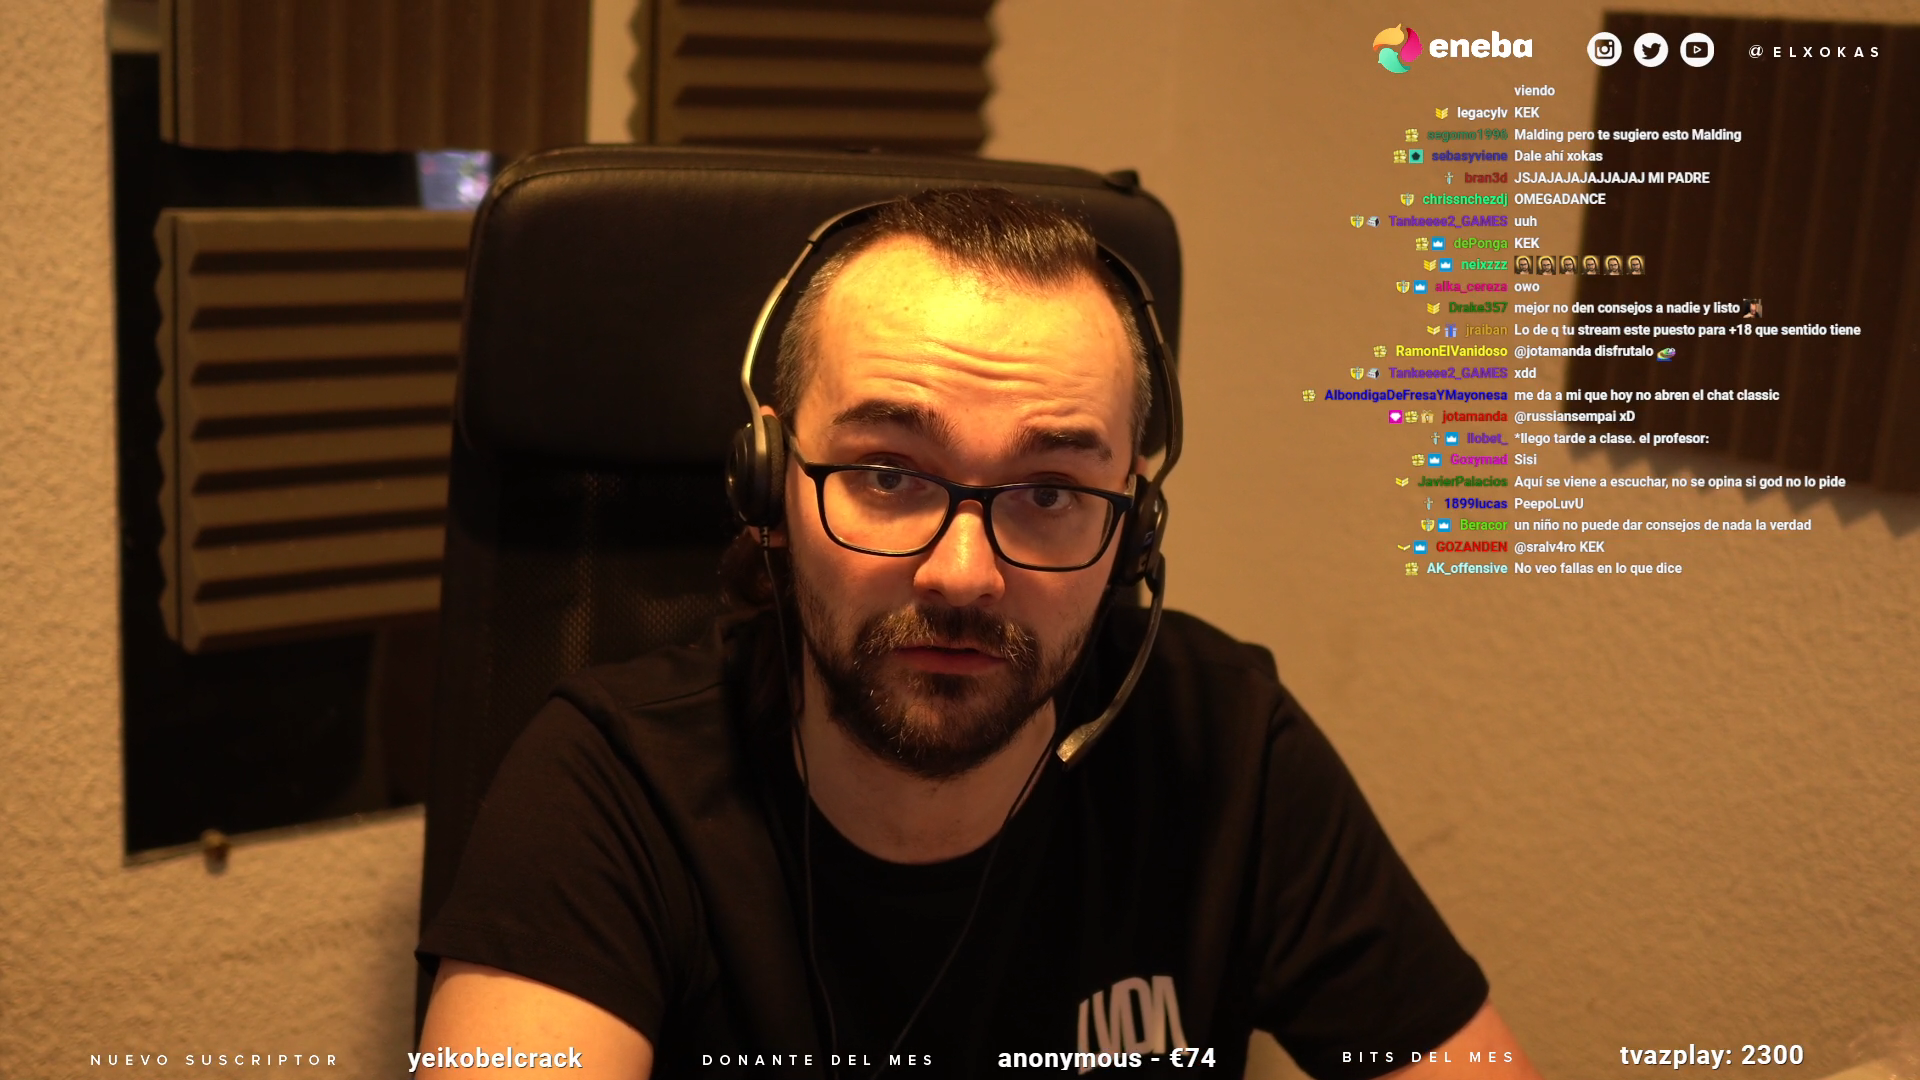 eneba
@ELXOKAS
viendo
legacylv KEK
segomo1996 Malding pero te sugiero esto Malding
sebasyviene Dale ahí xokas
bran3d JSJAJAJAJAJJAJAJ MI PADRE
chrissnchezdj OMEGADANCE
Tankeeee2_GAMES uuh
dePonga KEK
neixzzz
alka_cereza owo
Drake357 mejor no den consejos a nadie y listo
jraiban Lo de q tu stream este puesto para +18 que sentido tiene
RamonElVanidoso @jotamanda disfrutalo
Tankeeee2_GAMES xdd
AlbondigaDeFresaYMayonesa me da a mi que hoy no abren el chat classic
jotamanda @russiansempai xD
llobet_ *llego tarde a clase. el profesor:
Gozymad Sisi
JavierPalacios Aquí se viene a escuchar, no se opina si god no lo pide
1899lucas PeepoLuvU
Beracor un niño no puede dar consejos de nada la verdad
GOZANDEN @sralv4ro KEK
AK_offensive No veo fallas en lo que dice
NUEVO SUSCRIPTOR yeikobelcrack DONANTE DEL MES anonymous - €74 BITS DEL MES tvazplay: 2300